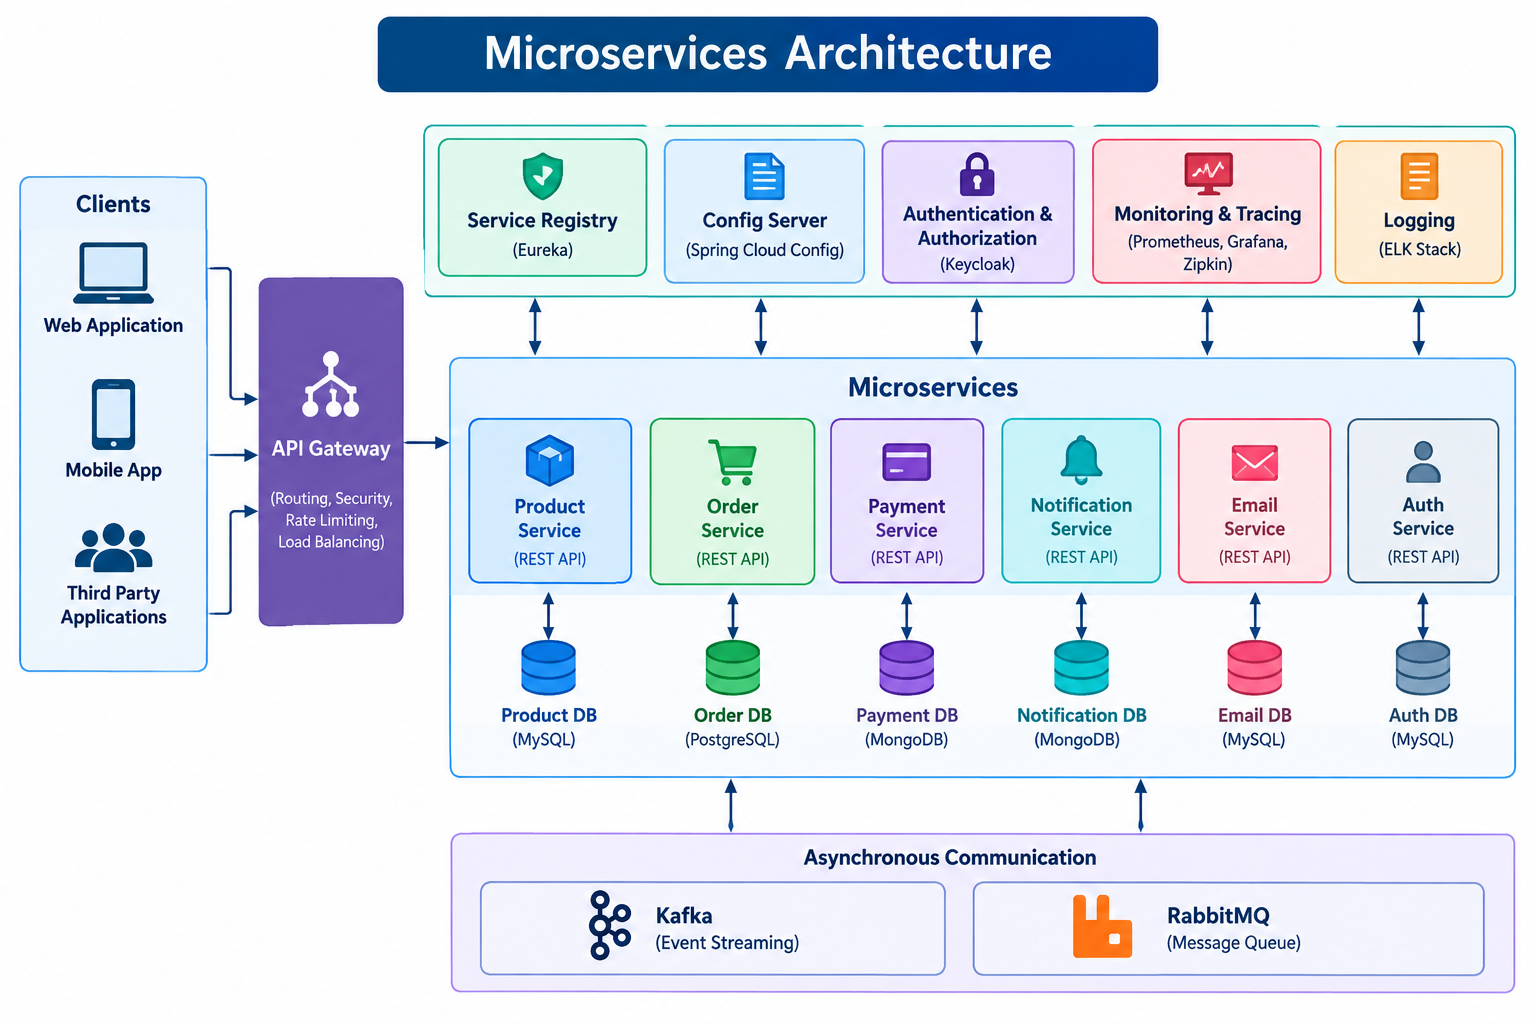 Microservices Architecture
Clients
Web Application
Mobile App
Third Party
Applications
API Gateway
(Routing, Security,
Rate Limiting,
Load Balancing)
Service Registry
(Eureka)
Config Server
(Spring Cloud Config)
Authentication &
Authorization
(Keycloak)
Monitoring & Tracing
(Prometheus, Grafana,
Zipkin)
Logging
(ELK Stack)
Microservices
Product
Service
(REST API)
Order
Service
(REST API)
Payment
Service
(REST API)
Notification
Service
(REST API)
Email
Service
(REST API)
Auth
Service
(REST API)
Product DB
(MySQL)
Order DB
(PostgreSQL)
Payment DB
(MongoDB)
Notification DB
(MongoDB)
Email DB
(MySQL)
Auth DB
(MySQL)
Asynchronous Communication
Kafka
(Event Streaming)
RabbitMQ
(Message Queue)